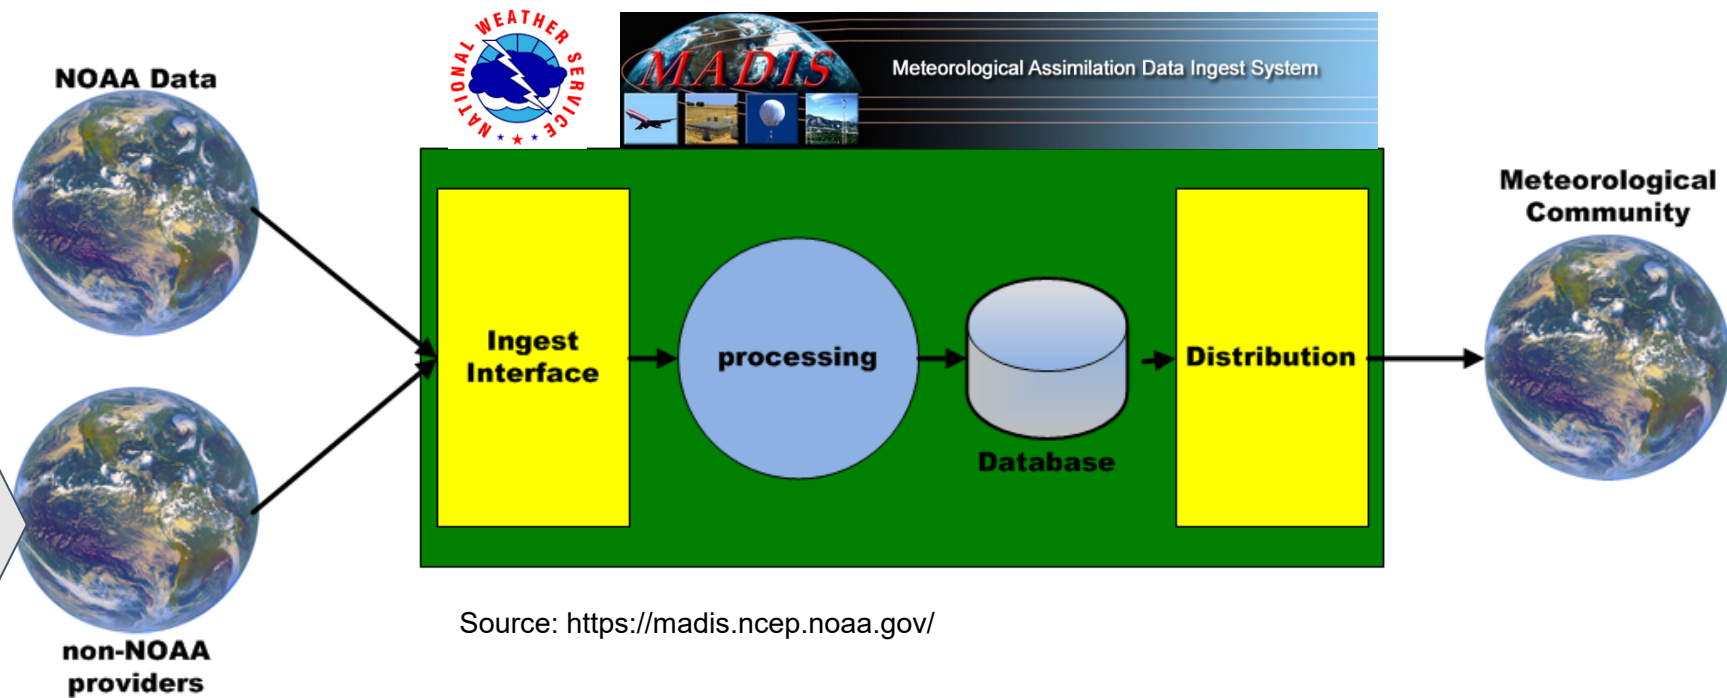 NATIONAL WEATHER SERVICE
MADIS
Meteorological Assimilation Data Ingest System
NOAA Data
Meteorological
Community
Ingest
Interface
processing
Distribution
Database
Source: https://madis.ncep.noaa.gov/
non-NOAA
providers